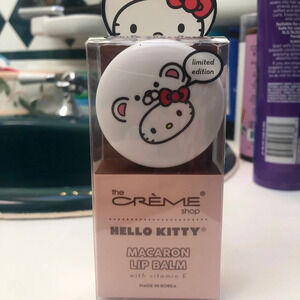 limited
edition
the
CRÈME
shop
HELLO KITTY®
MACARON
LIP BALM
with vitamin E
MADE IN KOREA